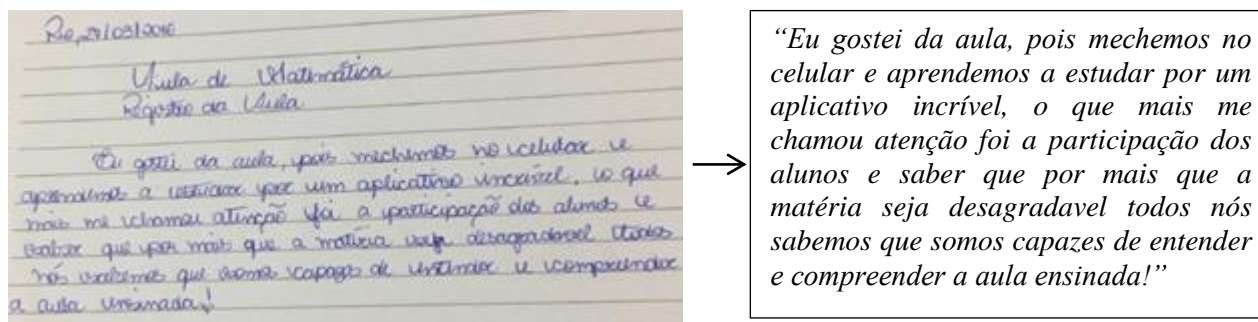 Rio, 29/03/2016
Aula de Matemática
Registro da Aula
Eu gostei da aula, pois mechemos no celular e
aprendemos a estudar por um aplicativo incrível, o que
mais me chamou atenção foi a participação dos alunos e
saber que por mais que a matéria seja desagradavel todos
nós sabemos que somos capazes de entender e compreender
a aula ensinada!
“Eu gostei da aula, pois mechemos no
celular e aprendemos a estudar por um
aplicativo incrível, o que mais me
chamou atenção foi a participação dos
alunos e saber que por mais que a
matéria seja desagradavel todos nós
sabemos que somos capazes de entender
e compreender a aula ensinada!”